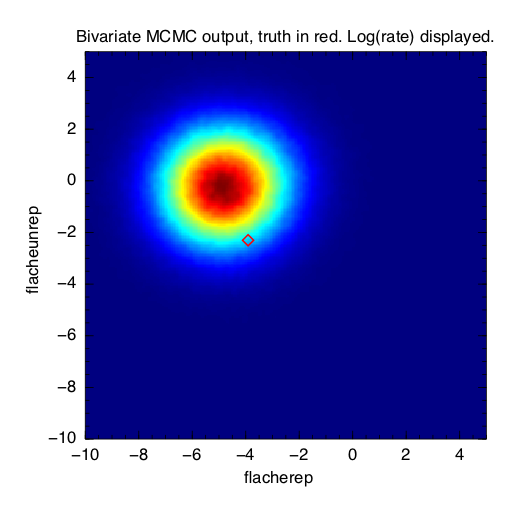 Bivariate MCMC output, truth in red. Log(rate) displayed.
4
2
0
−2
−4
−6
−8
−10
flacheunrep
−10 −8 −6 −4 −2 0 2 4
flacherep